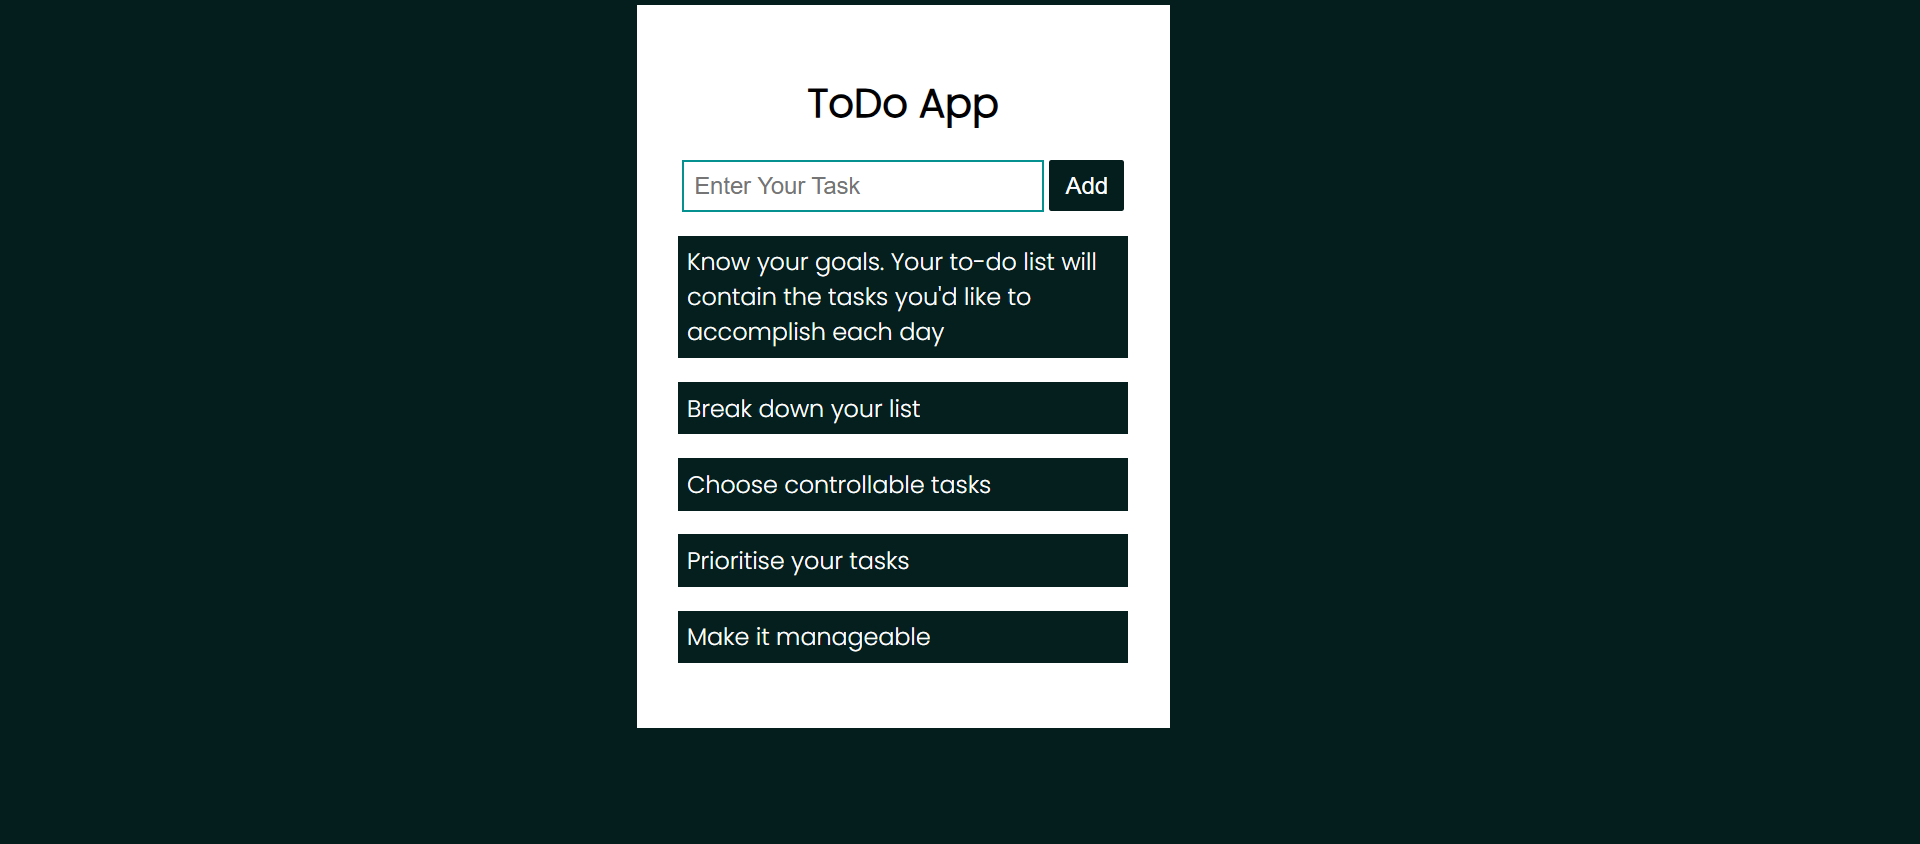 ToDo App
Enter Your Task
Add
Know your goals. Your to-do list will
contain the tasks you'd like to
accomplish each day
Break down your list
Choose controllable tasks
Prioritise your tasks
Make it manageable